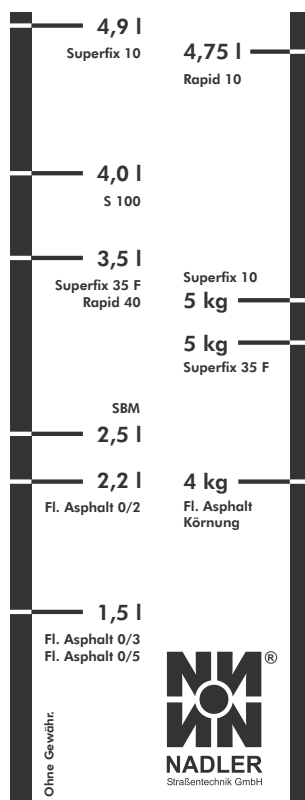 4,9 l
Superfix 10
4,0 l
S 100
3,5 l
Superfix 35 F
Rapid 40
SBM
2,5 l
2,2 l
Fl. Asphalt 0/2
1,5 l
Fl. Asphalt 0/3
Fl. Asphalt 0/5
Ohne Gewähr.
4,75 l
Rapid 10
Superfix 10
5 kg
5 kg
Superfix 35 F
4 kg
Fl. Asphalt
Körnung
®
NADLER
Straßentechnik GmbH